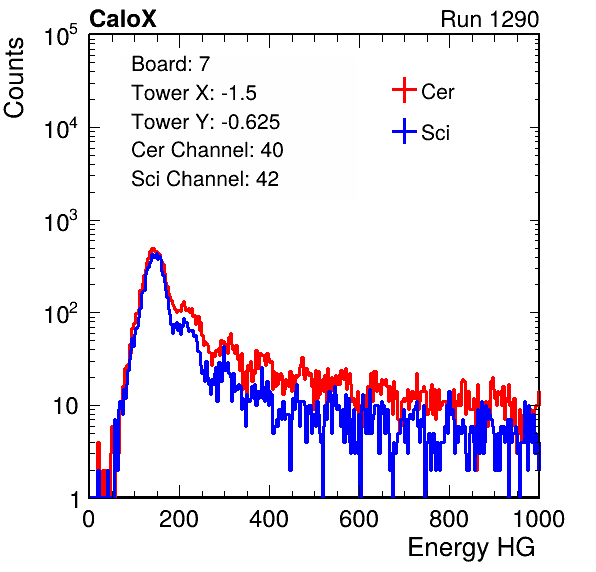 CaloX Run 1290
Counts
Board: 7
Tower X: -1.5
Tower Y: -0.625
Cer Channel: 40
Sci Channel: 42
Cer
Sci
10^5
10^4
10^3
10^2
10
1
0 200 400 600 800 1000
Energy HG